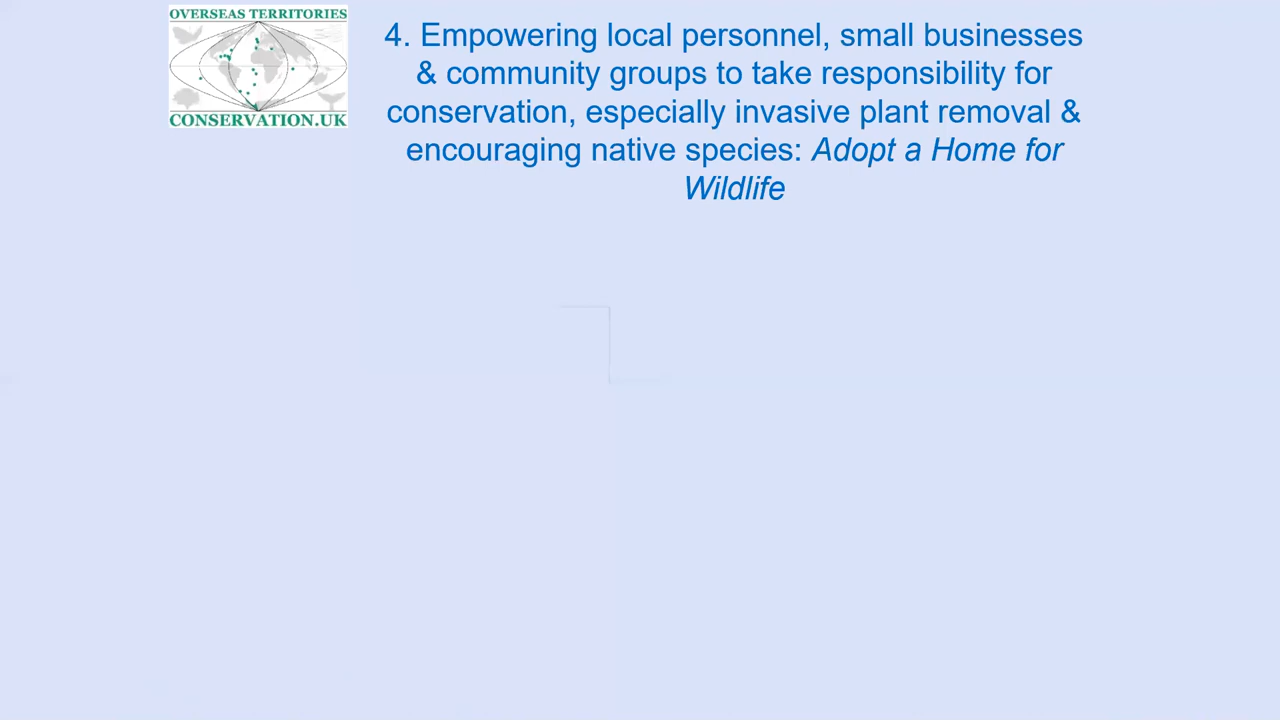 OVERSEAS TERRITORIES
CONSERVATION.UK
4. Empowering local personnel, small businesses
& community groups to take responsibility for
conservation, especially invasive plant removal &
encouraging native species: Adopt a Home for
Wildlife